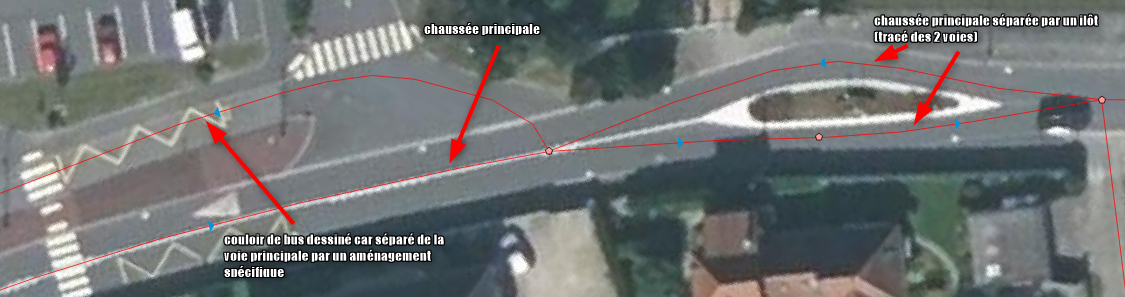 chaussée principale
chaussée principale séparée par un ilôt
(tracé des 2 voies)
couloir de bus dessiné car séparé de la
voie principale par un aménagement
spécifique